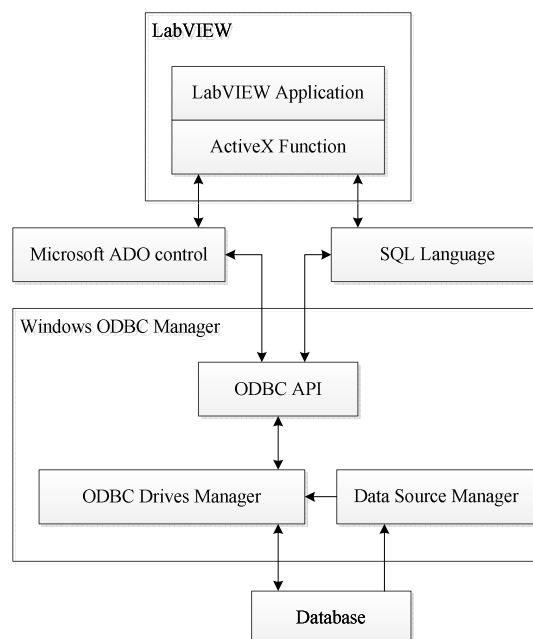 LabVIEW
LabVIEW Application
ActiveX Function
Microsoft ADO control
SQL Language
Windows ODBC Manager
ODBC API
ODBC Drives Manager
Data Source Manager
Database